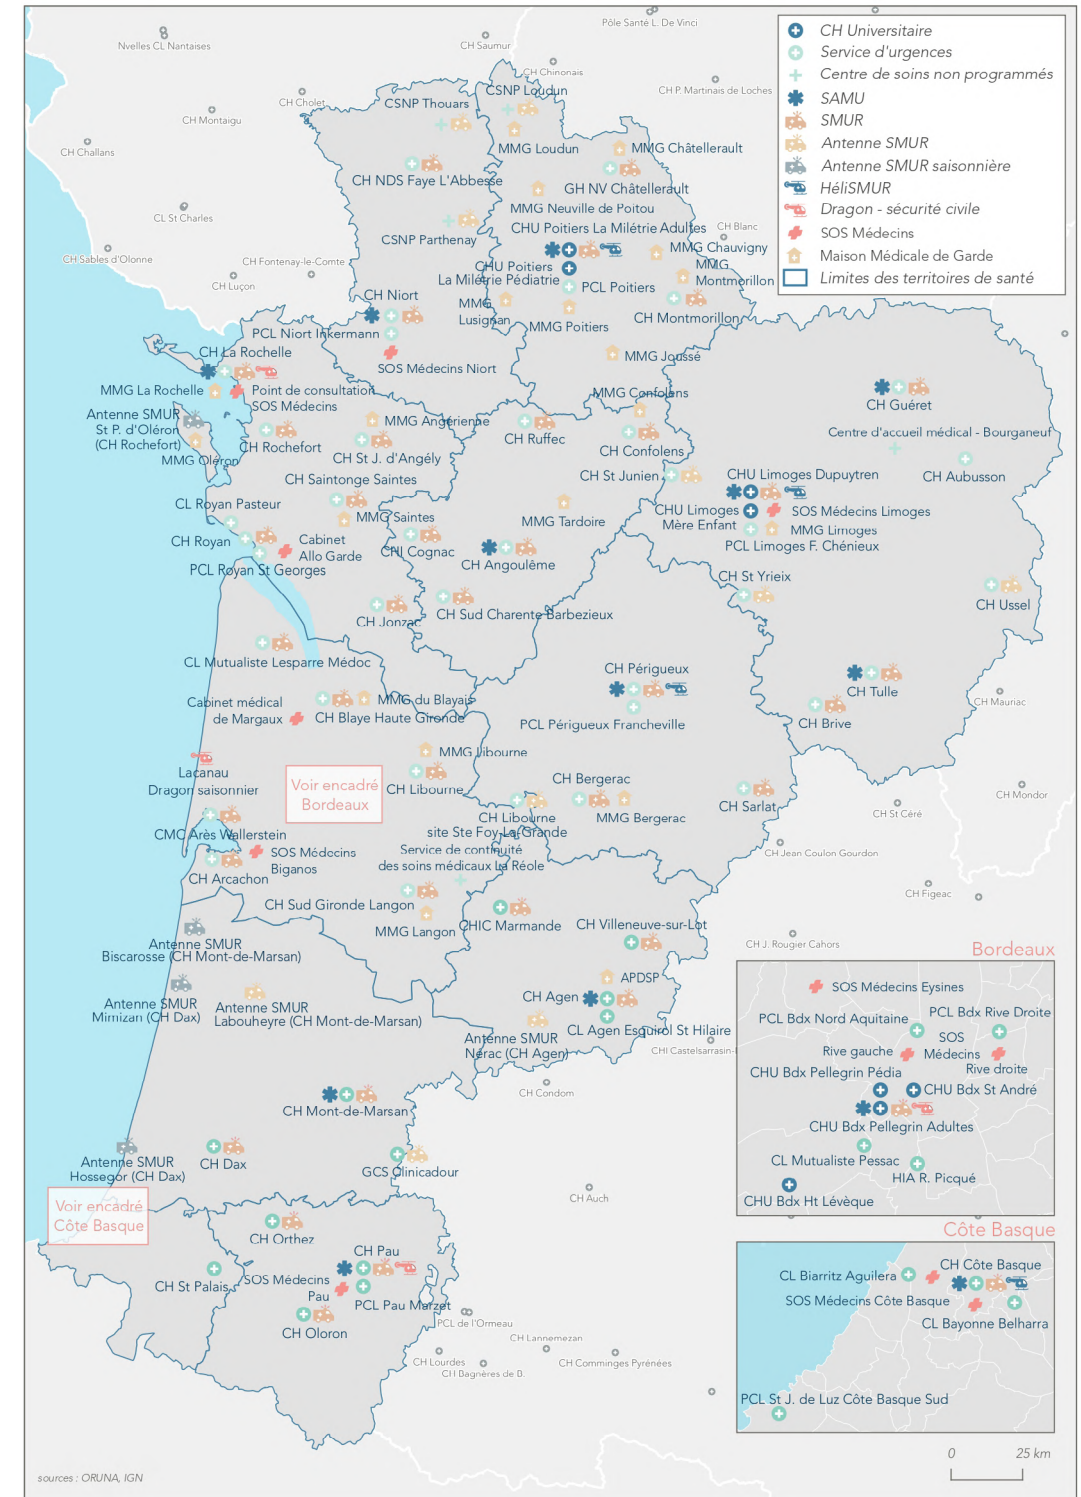 Nvelles CL Nantaises
CH Saumur
Pôle Santé L. De Vinci
CH Chinonais
CH P. Martinais de Loches
CH Cholet
CH Montaigu
CH Challans
CL St Charles
CH Sables d'Olonne
CH Fontenay-le-Comte
CH Luçon
CH Blanc
CH Universitaire
Service d'urgences
Centre de soins non programmés
SAMU
SMUR
Antenne SMUR
Antenne SMUR saisonnière
HéliSMUR
Dragon - sécurité civile
SOS Médecins
Maison Médicale de Garde
Limites des territoires de santé
CSNP Thouars
CSNP Loudun
MMG Loudun
MMG Châtellerault
CH NDS Faye L'Abbesse
GH NV Châtellerault
MMG Neuville de Poitou
CSNP Parthenay
CHU Poitiers La Milétrie Adultes
MMG Chauvigny
CHU Poitiers
La Milétrie Pédiatrie
MMG
Montmorillon
PCL Poitiers
CH Niort
MMG
Lusignan
CH Montmorillon
MMG Poitiers
PCL Niort Inkermann
SOS Médecins Niort
MMG Joussé
CH La Rochelle
MMG La Rochelle
Point de consultation
SOS Médecins
Antenne SMUR
St P. d'Oléron
(CH Rochefort)
MMG Oléron
CH Rochefort
MMG Angérienne
CH St J. d'Angély
MMG Confolens
CH Ruffec
CH Confolens
CH Guéret
Centre d'accueil médical - Bourganeuf
CH Aubusson
CH Saintonge Saintes
CH St Junien
CHU Limoges Dupuytren
CHU Limoges
Mère Enfant
SOS Médecins Limoges
MMG Limoges
PCL Limoges F. Chénieux
CL Royan Pasteur
MMG Saintes
MMG Tardoire
CH Royan
Cabinet
Allo Garde
PCL Royan St Georges
CHI Cognac
CH Angoulême
CH St Yrieix
CH Ussel
CH Jonzac
CH Sud Charente Barbezieux
CL Mutualiste Lesparre Médoc
CH Périgueux
CH Tulle
CH Brive
CH Mauriac
Cabinet médical
de Margaux
MMG du Blayais
CH Blaye Haute Gironde
PCL Périgueux Francheville
MMG Libourne
Lacanau
Dragon saisonnier
Voir encadré
Bordeaux
CH Libourne
CH Bergerac
MMG Bergerac
CH Sarlat
CH Mondor
CH St Céré
CH Libourne
site Ste Foy-La-Grande
CMC Arès Wallerstein
Service de continuité
des soins médicaux La Réole
CH Jean Coulon Gourdon
SOS Médecins
Biganos
CH Arcachon
CH Figeac
CH Sud Gironde Langon
MMG Langon
CHIC Marmande
CH Villeneuve-sur-Lot
CH J. Rougier Cahors
Antenne SMUR
Biscarosse (CH Mont-de-Marsan)
APDSP
CH Agen
Antenne SMUR
Mimizan (CH Dax)
Antenne SMUR
Labouheyre (CH Mont-de-Marsan)
CL Agen Esquirol St Hilaire
Antenne SMUR
Nérac (CH Agen)
CHI Castelsarrasin-
CH Condom
CH Mont-de-Marsan
Antenne SMUR
Hossegor (CH Dax)
CH Dax
GCS Clinicadour
CH Auch
Voir encadré
Côte Basque
CH Orthez
CH Pau
CH St Palais
SOS Médecins
Pau
PCL Pau Marzet
CH Oloron
PCL de l'Ormeau
CH Lannemezan
CH Lourdes
CH Bagnères de B.
CH Comminges Pyrénées
Bordeaux
SOS Médecins Eysines
PCL Bdx Nord Aquitaine
PCL Bdx Rive Droite
Rive gauche
SOS
Médecins
Rive droite
CHU Bdx Pellegrin Pédia
CHU Bdx St André
CHU Bdx Pellegrin Adultes
CL Mutualiste Pessac
HIA R. Picqué
CHU Bdx Ht Lévèque
Côte Basque
CH Côte Basque
CL Biarritz Aguilera
SOS Médecins Côte Basque
CL Bayonne Belharra
PCL St J. de Luz Côte Basque Sud
0 25 km
sources : ORUNA, IGN